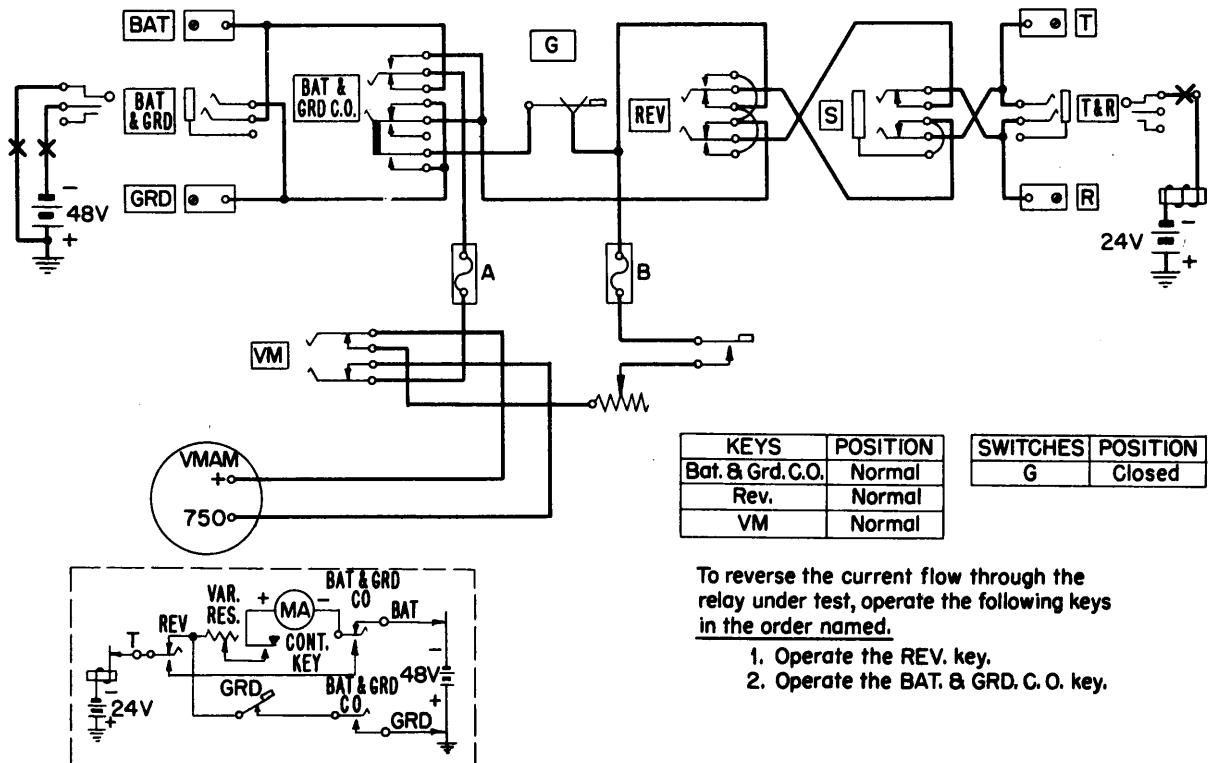 BAT
G
T
BAT
& GRD
BAT &
GRD C.O.
REV
S
T&R
GRD
R
−
48V
+
−
24V
+
A
B
VM
VMAM
+
750
KEYS POSITION
Bat. & Grd. C.O. Normal
Rev. Normal
VM Normal
SWITCHES POSITION
G Closed
To reverse the current flow through the
relay under test, operate the following keys
in the order named.
1. Operate the REV. key.
2. Operate the BAT. & GRD. C. O. key.
BAT & GRD
CO
VAR.
RES.
+ MA −
BAT
REV
T
CONT.
KEY
−
48V
+
GRD
BAT & GRD
C O
GRD
−
24V
+